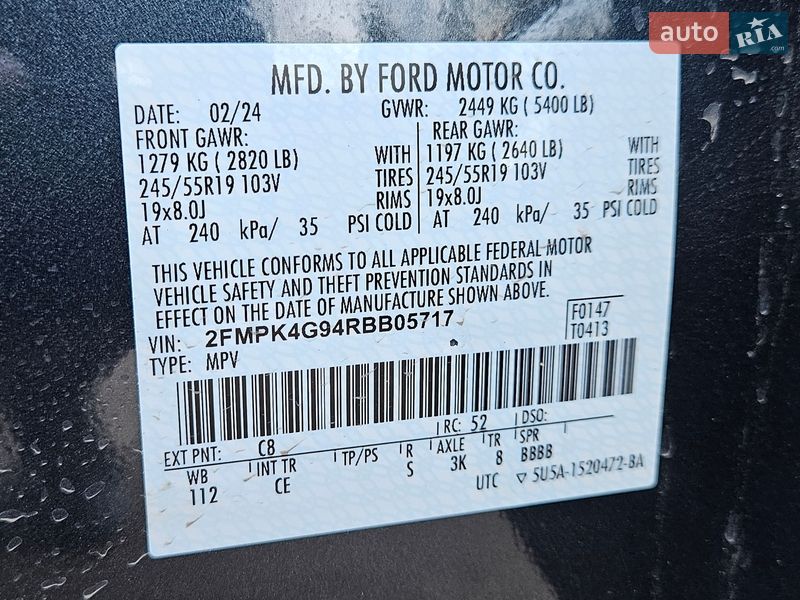 auto RIA.com
MFD. BY FORD MOTOR CO.
DATE: 02/24 GVWR: 2449 KG ( 5400 LB)
FRONT GAWR: REAR GAWR:
1279 KG ( 2820 LB) WITH 1197 KG ( 2640 LB) WITH
245/55R19 103V TIRES 245/55R19 103V TIRES
19x8.0J RIMS 19x8.0J RIMS
AT 240 kPa/ 35 PSI COLD AT 240 kPa/ 35 PSI COLD
THIS VEHICLE CONFORMS TO ALL APPLICABLE FEDERAL MOTOR
VEHICLE SAFETY AND THEFT PREVENTION STANDARDS IN
EFFECT ON THE DATE OF MANUFACTURE SHOWN ABOVE.
VIN: 2FMPK4G94RBB05717 F0147
TYPE: MPV T0413
EXT PNT: C8 RC: 52 DSO:
WB INT TR TP/PS R AXLE TR SPR
112 CE S 3K 8 BBBB
UTC ▽ 5U5A-1520472-BA